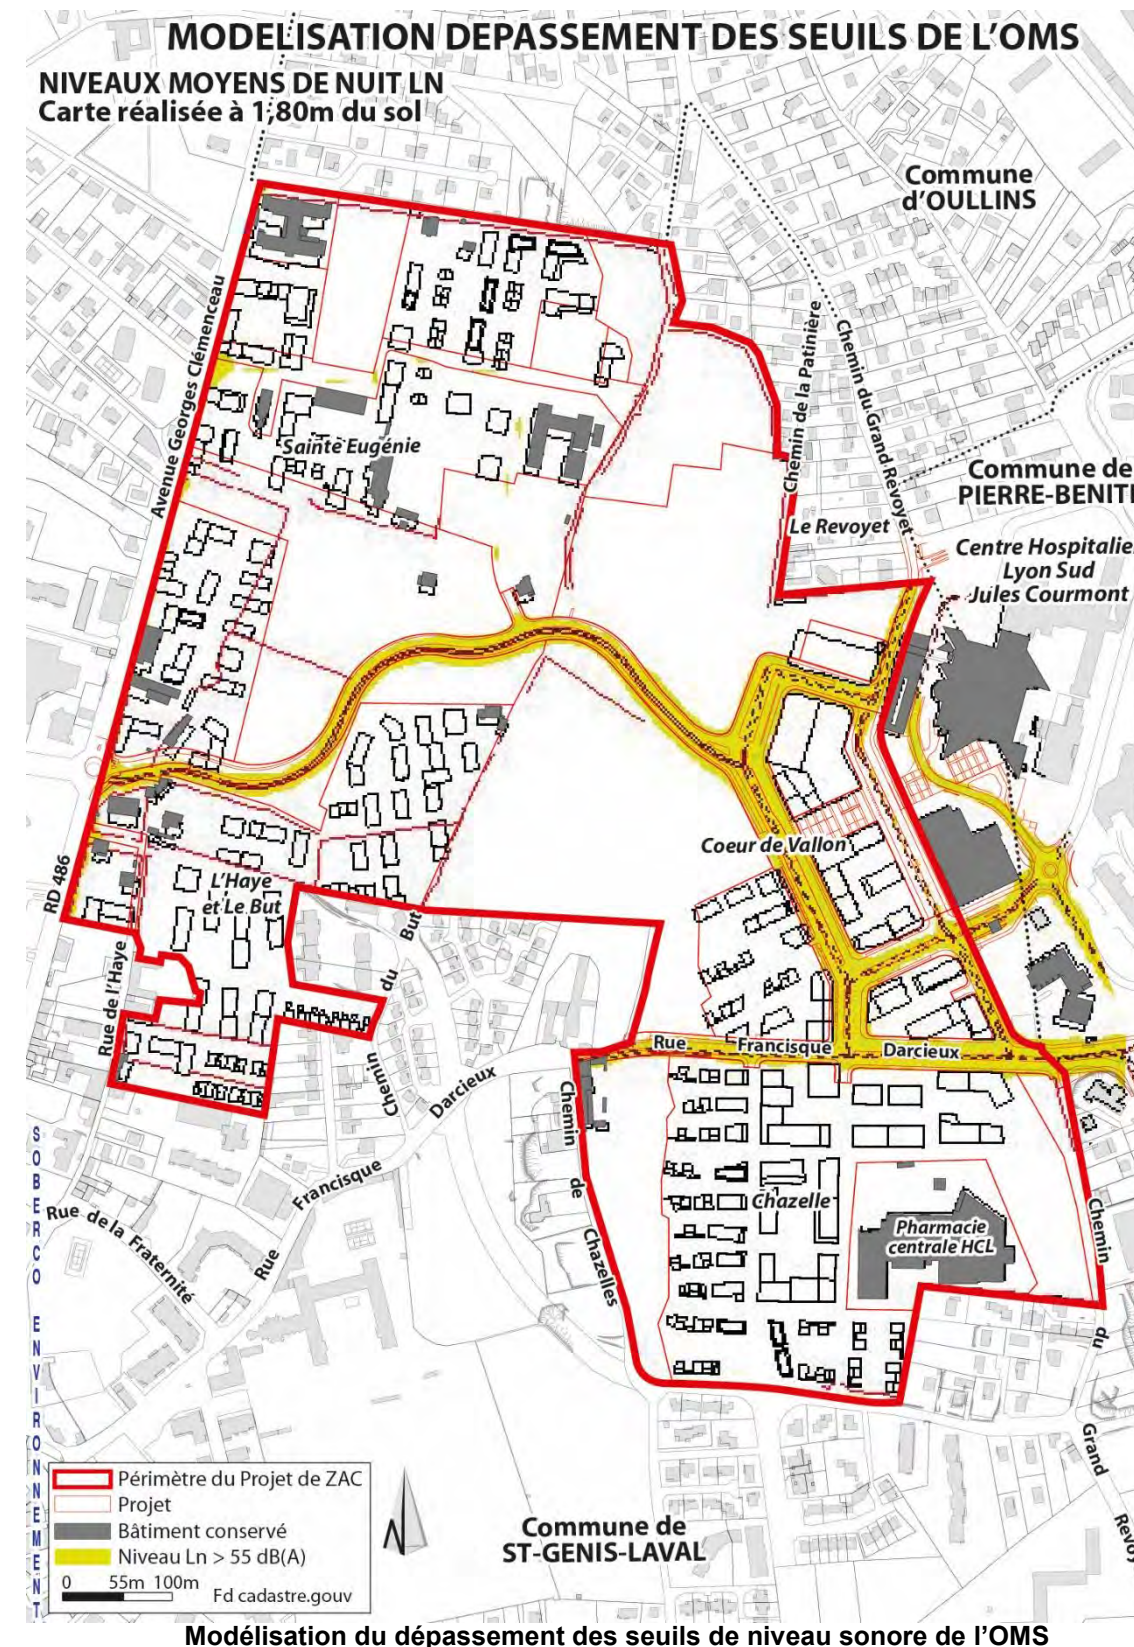 MODELISATION DEPASSEMENT DES SEUILS DE L'OMS
NIVEAUX MOYENS DE NUIT LN
Carte réalisée à 1,80m du sol
Commune
d'OULLINS
Avenue Georges Clémenceau
Chemin de la Patinière
Chemin du Grand Revoyet
Sainte Eugénie
Commune de
PIERRE-BENITE
Le Revoyet
Centre Hospitalier
Lyon Sud
Jules Courmont
Coeur de Vallon
RD 486
L'Haye
et Le But
Rue de l'Haye
Chemin du But
Rue Francisque Darcieux
Rue Francisque Darcieux
Chemin de Chazelles
Chazelle
Pharmacie
centrale HCL
Chemin du Grand Revoy
Rue de la Fraternité
SOBERCO ENVIRONNEMENT
Périmètre du Projet de ZAC
Projet
Bâtiment conservé
Niveau Ln > 55 dB(A)
0 55m 100m
Fd cadastre.gouv
N
Commune de
ST-GENIS-LAVAL
Modélisation du dépassement des seuils de niveau sonore de l'OMS